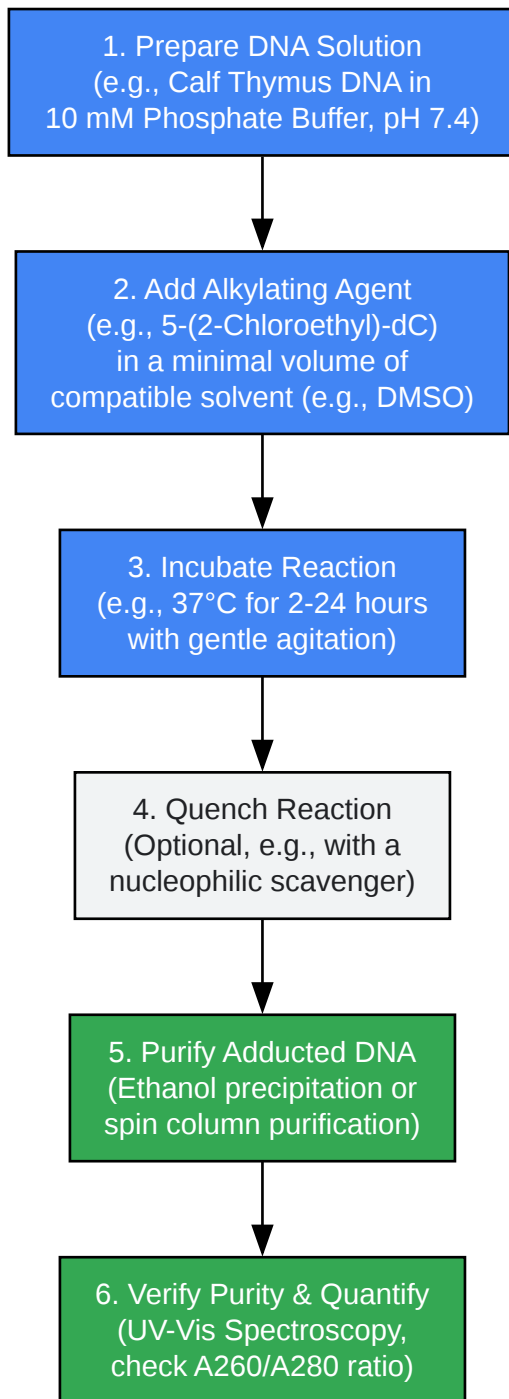 1. Prepare DNA Solution
(e.g., Calf Thymus DNA in
10 mM Phosphate Buffer, pH 7.4)
2. Add Alkylating Agent
(e.g., 5-(2-Chloroethyl)-dC)
in a minimal volume of
compatible solvent (e.g., DMSO)
3. Incubate Reaction
(e.g., 37°C for 2-24 hours
with gentle agitation)
4. Quench Reaction
(Optional, e.g., with a
nucleophilic scavenger)
5. Purify Adducted DNA
(Ethanol precipitation or
spin column purification)
6. Verify Purity & Quantify
(UV-Vis Spectroscopy,
check A260/A280 ratio)